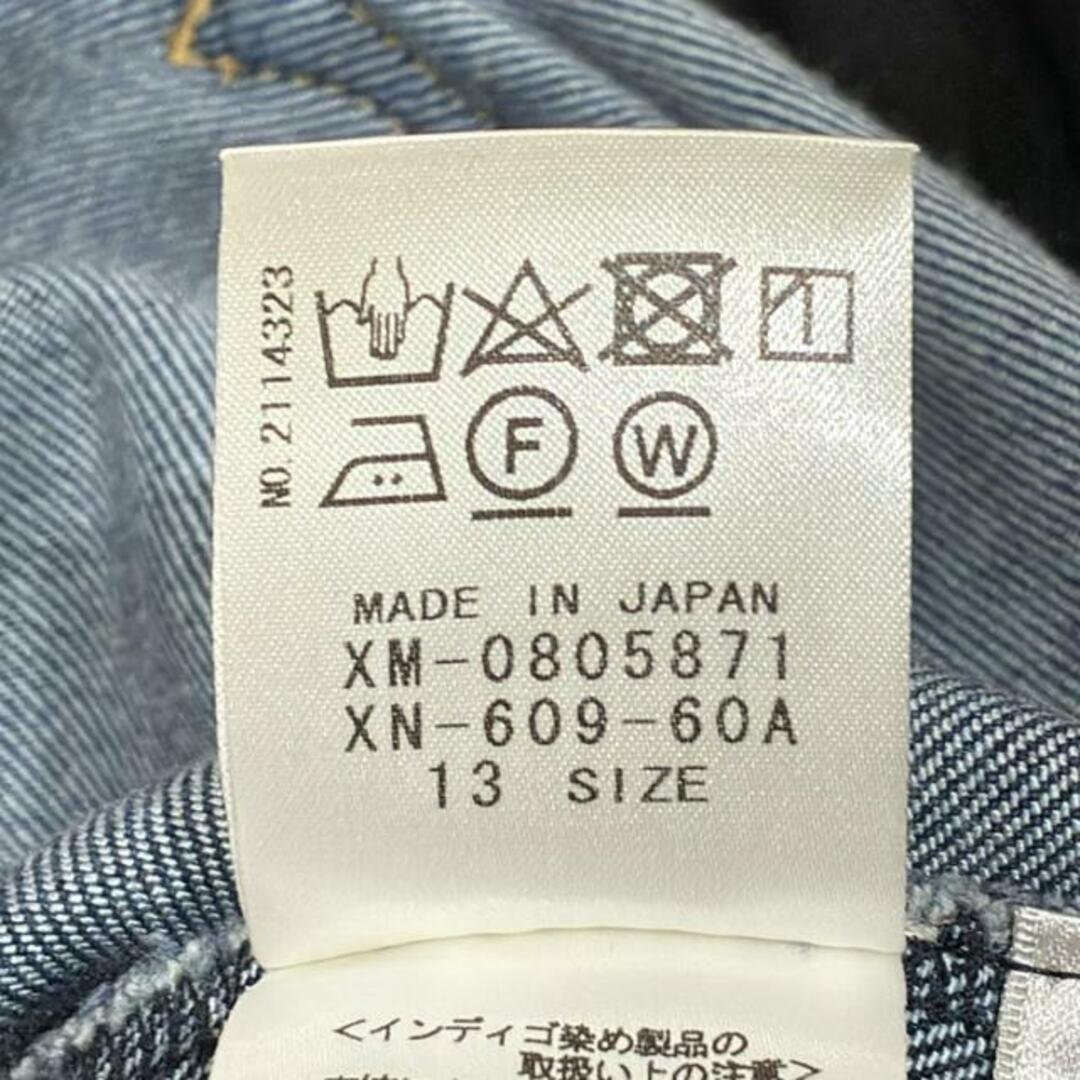 NO.2114323
F W
MADE IN JAPAN
XM-0805871
XN-609-60A
13 SIZE
<インディゴ染め製品の
取扱い上の注意>